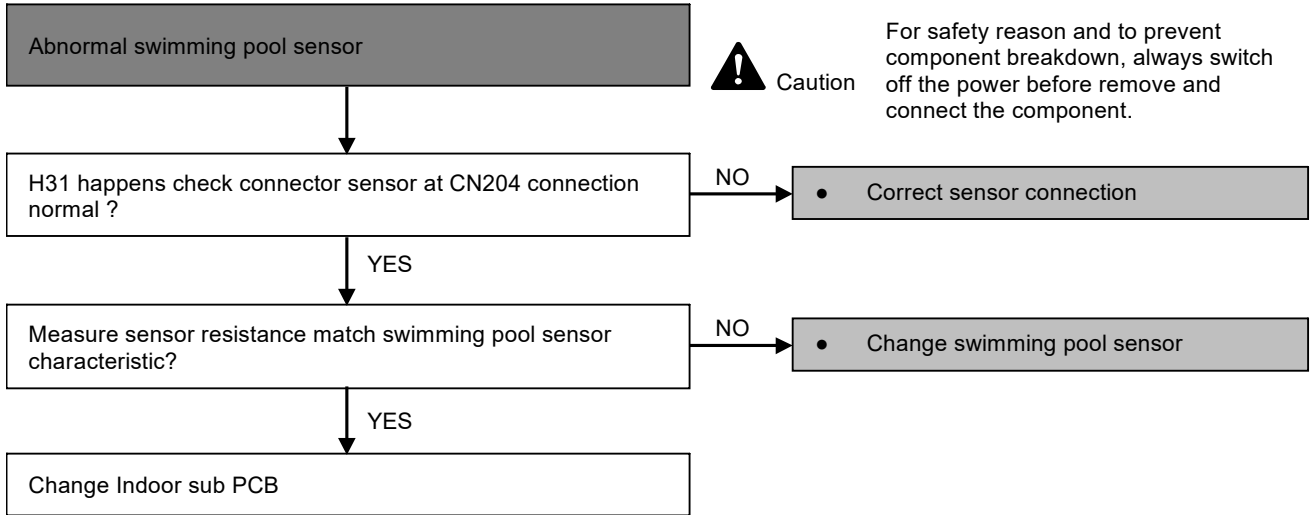 Abnormal swimming pool sensor
Caution
For safety reason and to prevent
component breakdown, always switch
off the power before remove and
connect the component.
H31 happens check connector sensor at CN204 connection
normal ?
NO
● Correct sensor connection
YES
Measure sensor resistance match swimming pool sensor
characteristic?
NO
● Change swimming pool sensor
YES
Change Indoor sub PCB